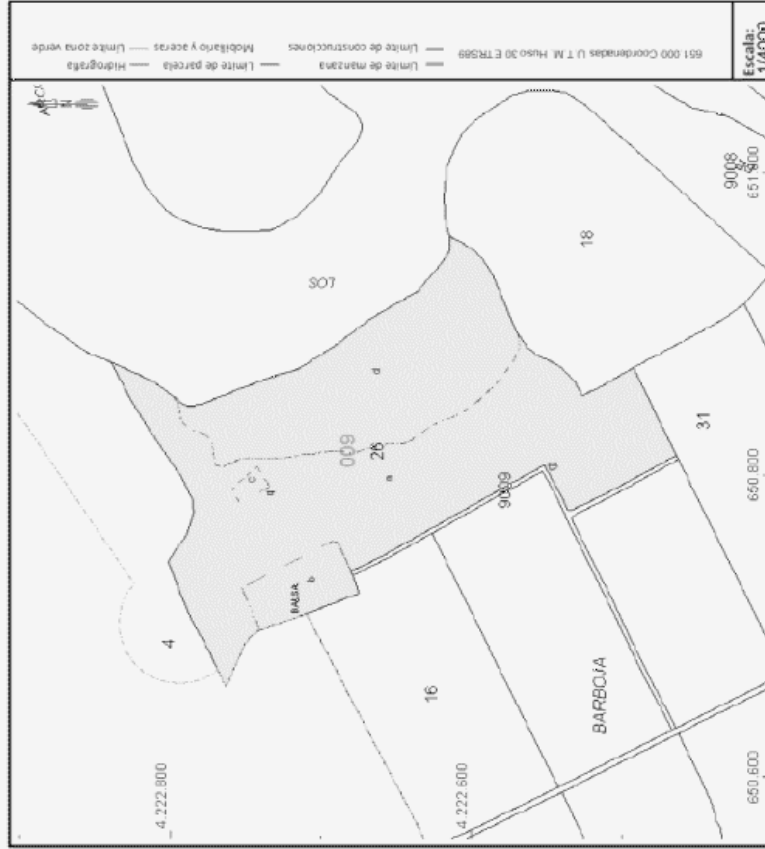 651.000 Coordenadas U.T.M. Huso 30 ETRS89
Límite de manzana
Límite de construcciones
Límite de parcela
Mobiliario y aceras
Hidrografía
Límite zona verde
Escala:
1/4000
N
LOS
18
d
009
26
c
a
9009
d
31
BALSA
b
4
16
BARBOJA
9008
4.222.800
4.222.600
650.600
650.800
651.000